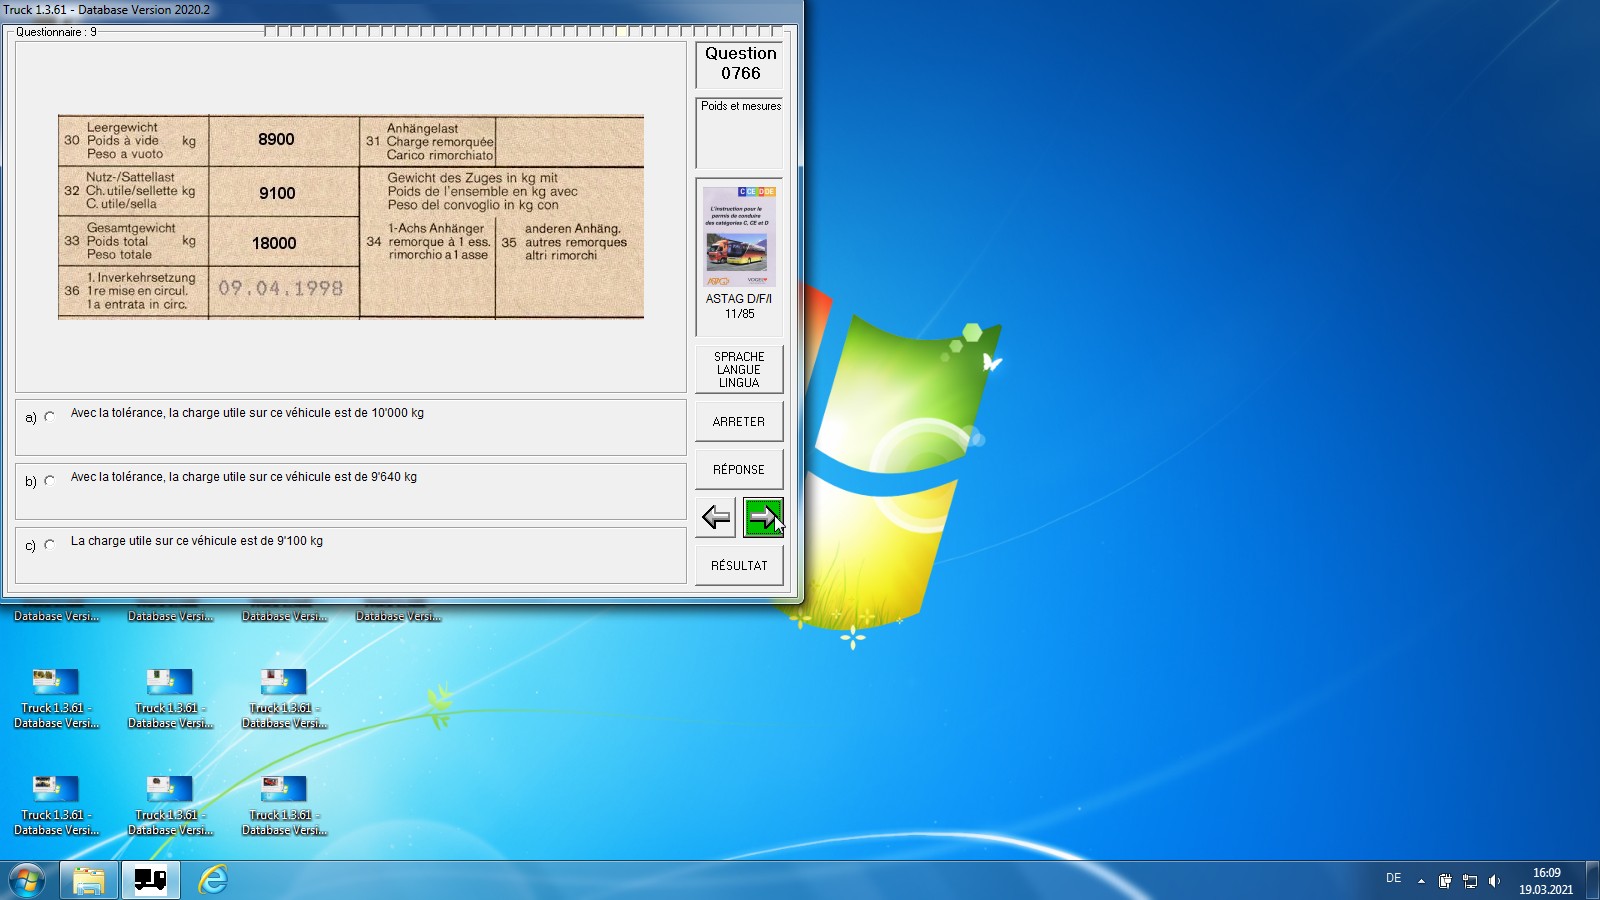 Truck 1.3.61 - Database Version 2020.2
Questionnaire : 9
Question
0766
Poids et mesures
30 Leergewicht
Poids à vide kg
Peso a vuoto
8900
31 Anhängelast
Charge remorquée
Carico rimorchiato
32 Nutz-/Sattellast
Ch. utile/sellette kg
C. utile/sella
9100
Gewicht des Zuges in kg mit
Poids de l'ensemble en kg avec
Peso del convoglio in kg con
33 Gesamtgewicht
Poids total kg
Peso totale
18000
34 1-Achs Anhänger
remorque à 1 ess.
rimorchio a 1 asse
35 anderen Anhäng.
autres remorques
altri rimorchi
36 1. Inverkehrsetzung
1re mise en circul.
1a entrata in circ.
09.04.1998
C CE D DE
L'instruction pour le
permis de conduire
des catégories C, CE et D
ASTAG D/F/I
11/85
SPRACHE
LANGUE
LINGUA
ARRETER
RÉPONSE
RÉSULTAT
a) Avec la tolérance, la charge utile sur ce véhicule est de 10'000 kg
b) Avec la tolérance, la charge utile sur ce véhicule est de 9'640 kg
c) La charge utile sur ce véhicule est de 9'100 kg
Database Versi...
Database Versi...
Database Versi...
Database Versi...
Truck 1.3.61 -
Database Versi...
Truck 1.3.61 -
Database Versi...
Truck 1.3.61 -
Database Versi...
Truck 1.3.61 -
Database Versi...
Truck 1.3.61 -
Database Versi...
Truck 1.3.61 -
Database Versi...
DE
16:09
19.03.2021